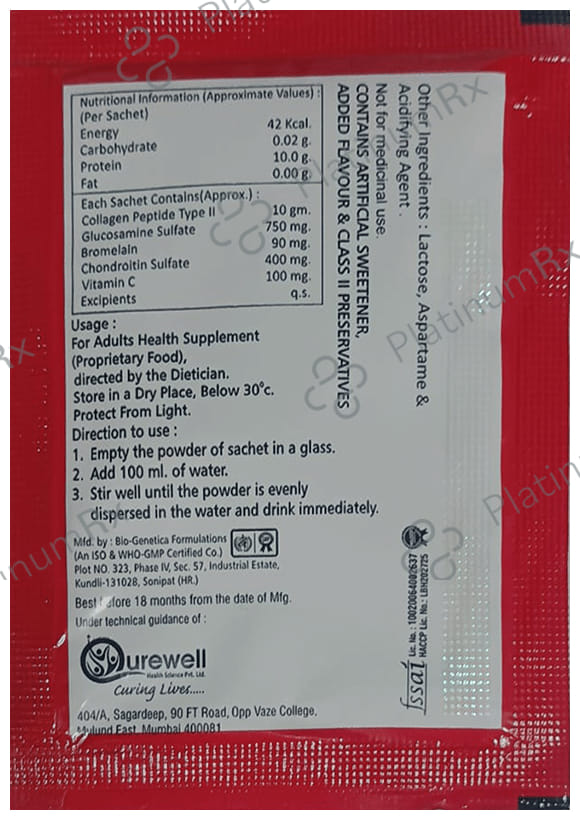 Nutritional Information (Approximate Values) :
(Per Sachet)
Energy 42 Kcal.
Carbohydrate 0.02 g.
Protein 10.0 g
Fat 0.00 g
Each Sachet Contains(Approx.) :
Collagen Peptide Type II 10 gm.
Glucosamine Sulfate 750 mg.
Bromelain 90 mg.
Chondroitin Sulfate 400 mg.
Vitamin C 100 mg.
Excipients q.s.
Usage :
For Adults Health Supplement
(Proprietary Food),
directed by the Dietician.
Store in a Dry Place, Below 30°c.
Protect From Light.
Direction to use :
1. Empty the powder of sachet in a glass.
2. Add 100 ml. of water.
3. Stir well until the powder is evenly
dispersed in the water and drink immediately.
Mfd. by : Bio-Genetica Formulations
(An ISO & WHO-GMP Certified Co.)
Plot NO. 323, Phase IV, Sec. 57, Industrial Estate,
Kundli-131028, Sonipat (HR.)
Best before 18 months from the date of Mfg.
Under technical guidance of :
Purewell
Health Science Pvt. Ltd.
Curing Lives.....
404/A, Sagardeep, 90 FT Road, Opp Vaze College,
Mulund East, Mumbai 400081
Other Ingredients : Lactose, Aspartame &
Acidifying Agent .
Not for medicinal use.
CONTAINS ARTIFICIAL SWEETENER,
ADDED FLAVOUR & CLASS II PRESERVATIVES
fssai
HACCP Lic. No.:
Lic. No. : 10020064002637
PlatinumRx
PlatinumRx
PlatinumRx